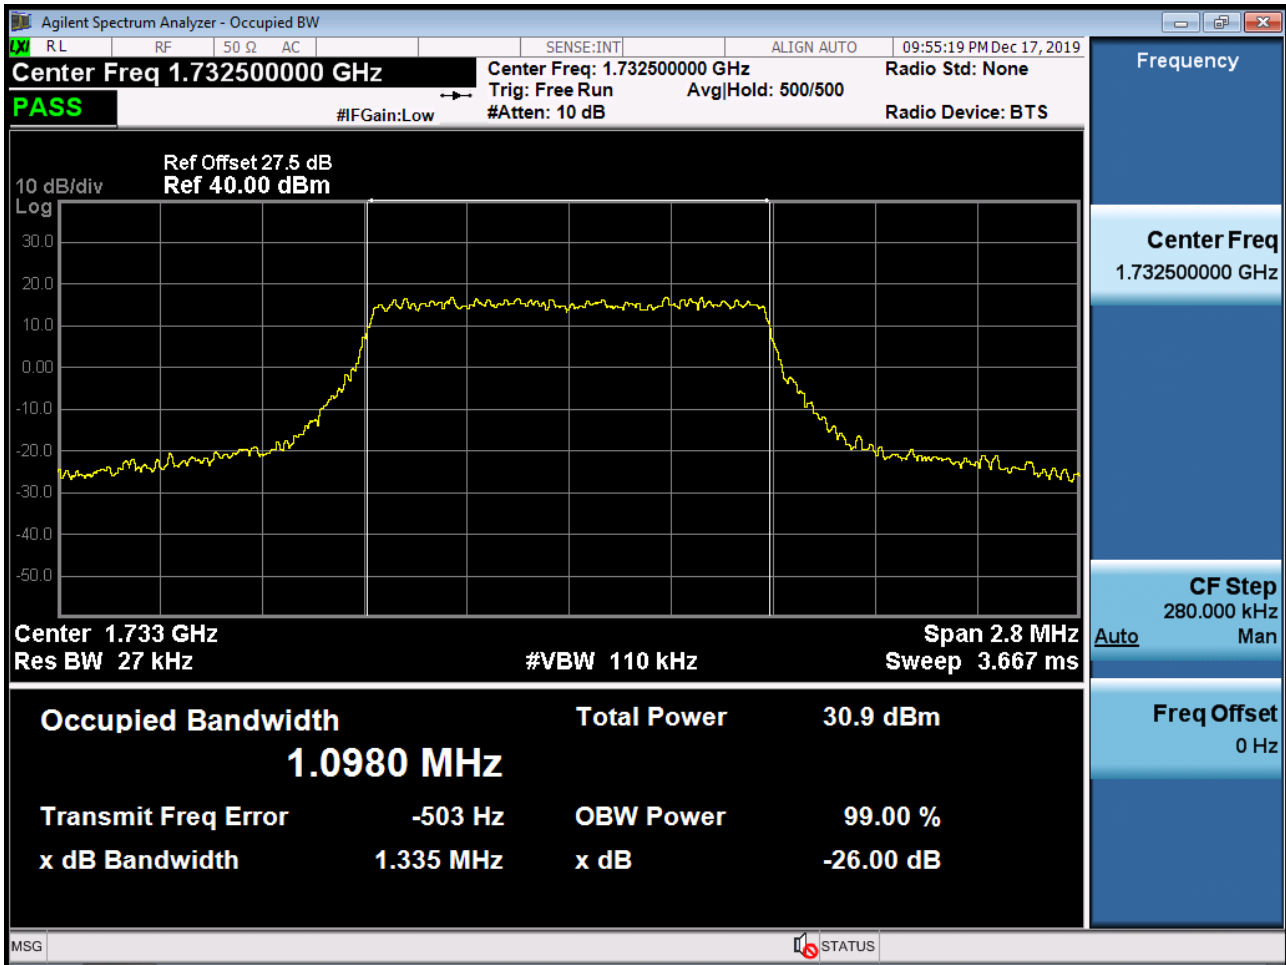 Agilent Spectrum Analyzer - Occupied BW
LXI RL RF 50 Ω AC SENSE:INT ALIGN AUTO 09:55:19 PM Dec 17, 2019
Center Freq 1.732500000 GHz
Center Freq: 1.732500000 GHz Radio Std: None
Trig: Free Run Avg|Hold: 500/500
PASS #IFGain:Low #Atten: 10 dB Radio Device: BTS
Ref Offset 27.5 dB
10 dB/div Ref 40.00 dBm
Log
30.0
20.0
10.0
0.00
-10.0
-20.0
-30.0
-40.0
-50.0
Center 1.733 GHz Span 2.8 MHz
Res BW 27 kHz #VBW 110 kHz Sweep 3.667 ms
Occupied Bandwidth Total Power 30.9 dBm
1.0980 MHz
Transmit Freq Error -503 Hz OBW Power 99.00 %
x dB Bandwidth 1.335 MHz x dB -26.00 dB
MSG STATUS
Frequency
Center Freq
1.732500000 GHz
CF Step
280.000 kHz
Auto Man
Freq Offset
0 Hz